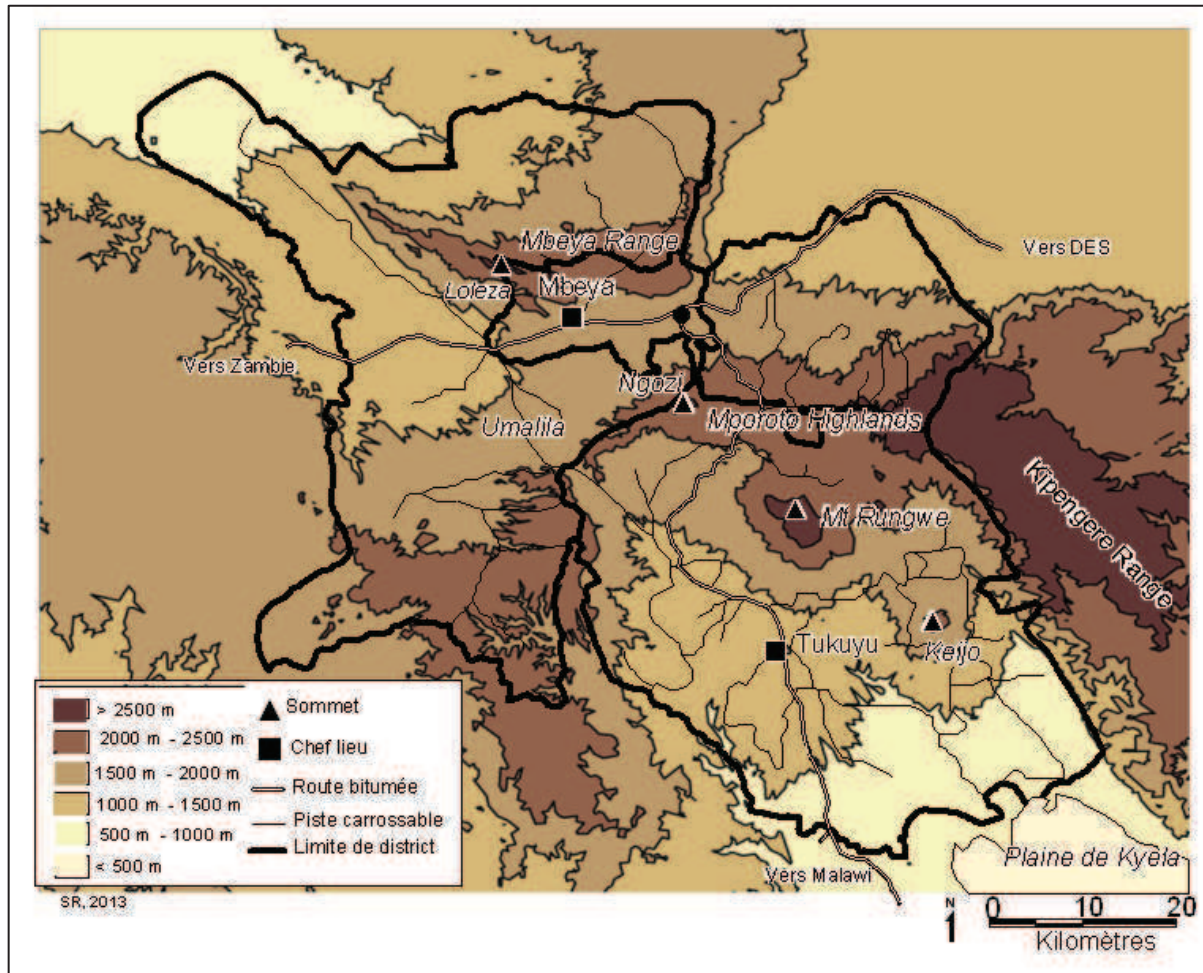 Mbeya Range
Vers DES
Loleza
Mbeya
Vers Zambie
Ngozi
Umalila
Mporoto Highlands
Kipengere Range
Mt Rungwe
Tukuyu
Keijo
> 2500 m
2000 m - 2500 m
1500 m - 2000 m
1000 m - 1500 m
500 m - 1000 m
< 500 m
Sommet
Chef lieu
Route bitumée
Piste carrossable
Limite de district
Plaine de Kyela
Vers Malawi
SR, 2013
N
0 10 20
Kilomètres